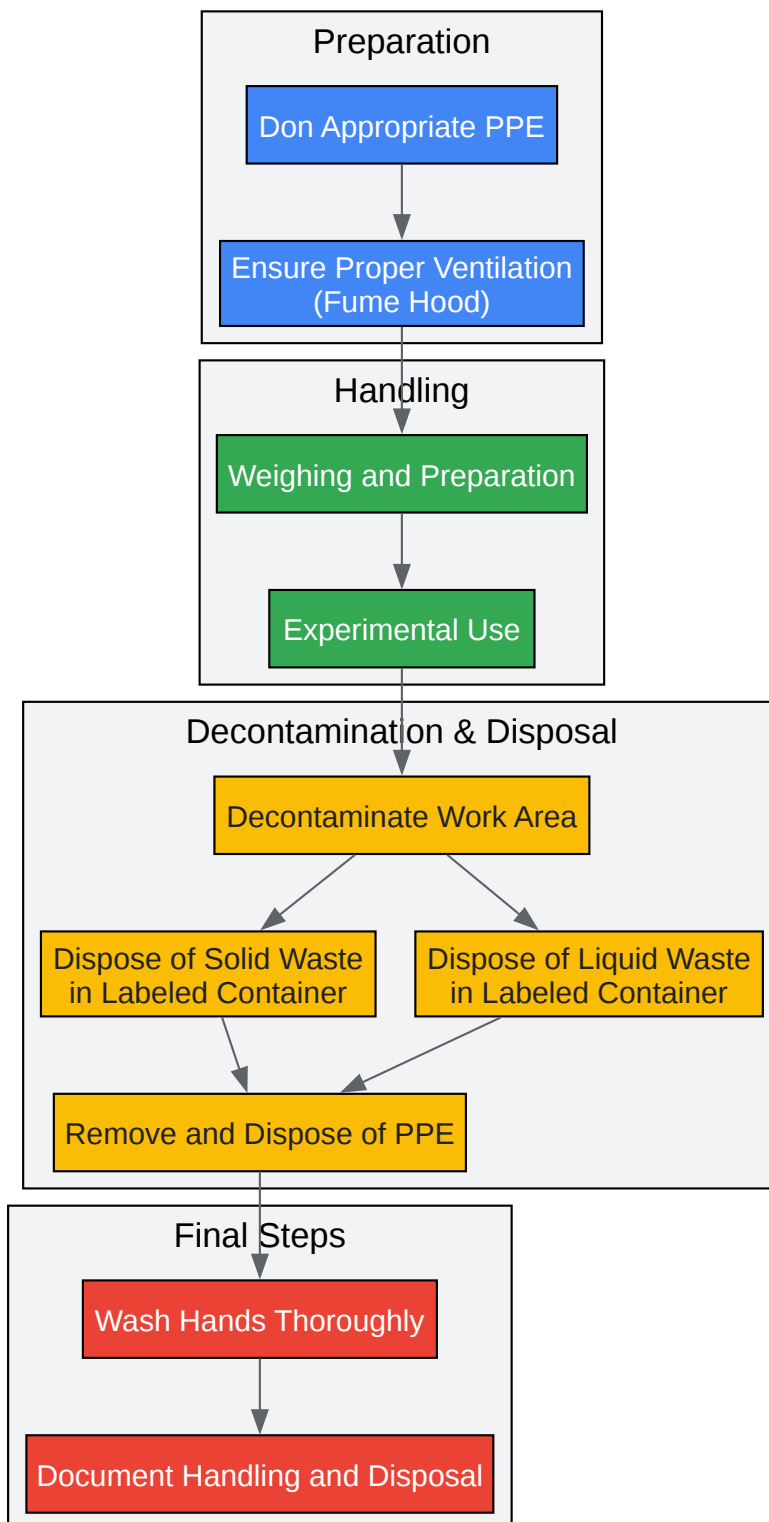 Preparation
Don Appropriate PPE
Ensure Proper Ventilation
(Fume Hood)
Handling
Weighing and Preparation
Experimental Use
Decontamination & Disposal
Decontaminate Work Area
Dispose of Solid Waste
in Labeled Container
Dispose of Liquid Waste
in Labeled Container
Remove and Dispose of PPE
Final Steps
Wash Hands Thoroughly
Document Handling and Disposal